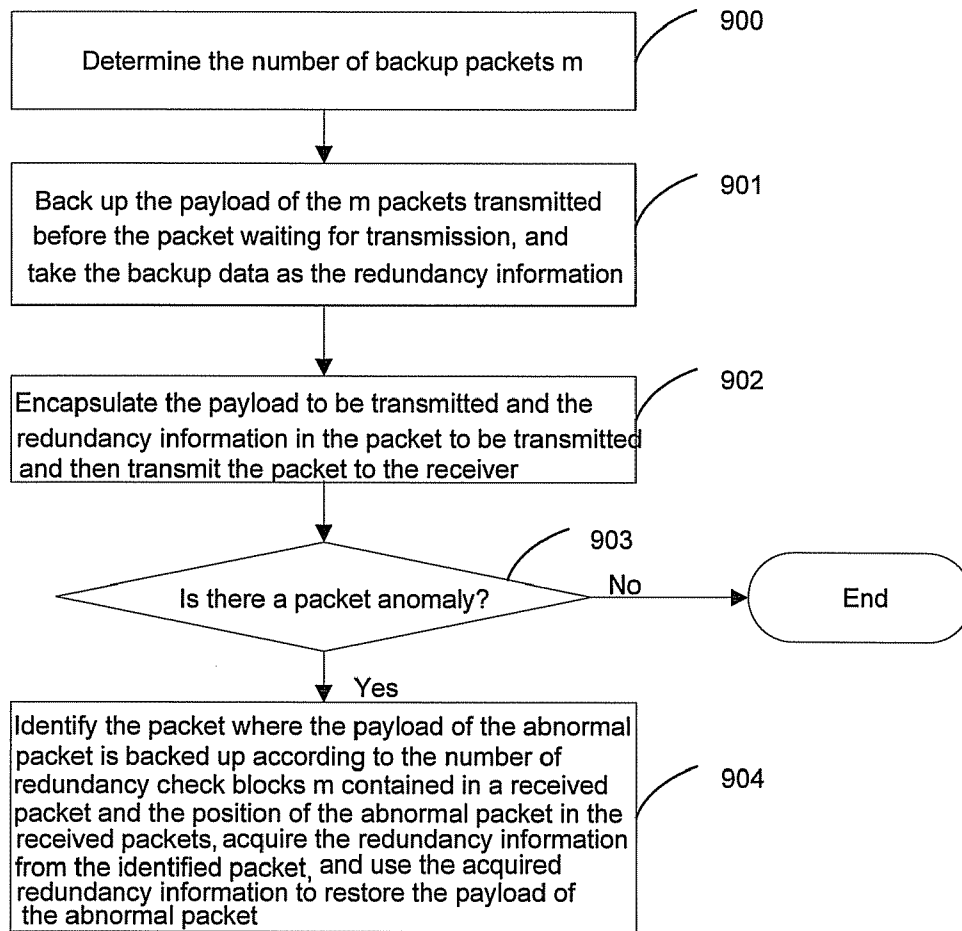 900
Determine the number of backup packets m
901
Back up the payload of the m packets transmitted
before the packet waiting for transmission, and
take the backup data as the redundancy information
902
Encapsulate the payload to be transmitted and the
redundancy information in the packet to be transmitted
and then transmit the packet to the receiver
903
Is there a packet anomaly?
No
End
Yes
Identify the packet where the payload of the abnormal
packet is backed up according to the number of
redundancy check blocks m contained in a received
packet and the position of the abnormal packet in the
received packets, acquire the redundancy information
from the identified packet, and use the acquired
redundancy information to restore the payload of
the abnormal packet
904